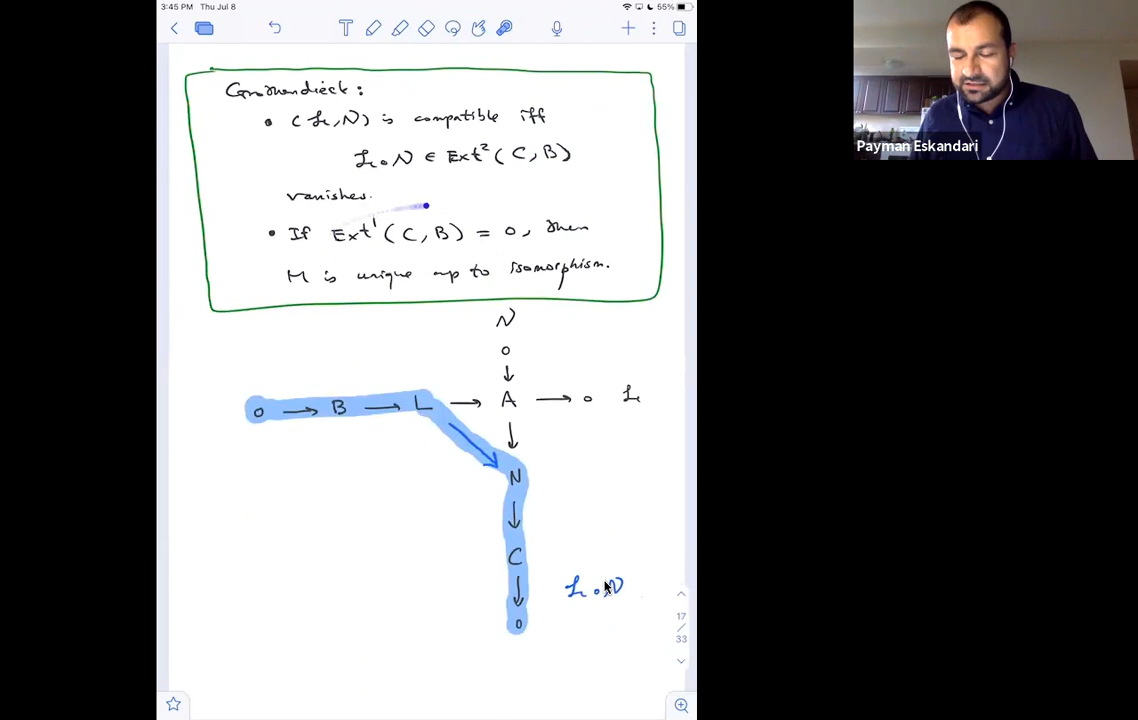 3:45 PM Thu Jul 8
55%
T
Grothendieck:
• (ℒ, 𝒩) is compatible iff
ℒ∘𝒩 ∈ Ext²(C, B)
vanishes.
• If Ext¹(C, B) = 0, then
M is unique up to isomorphism.
𝒩
0
↓
0 → B → L → A → 0 ℒ
↓
N
↓
C
↓
0
ℒ∘𝒩
17
/
33
Payman Eskandari